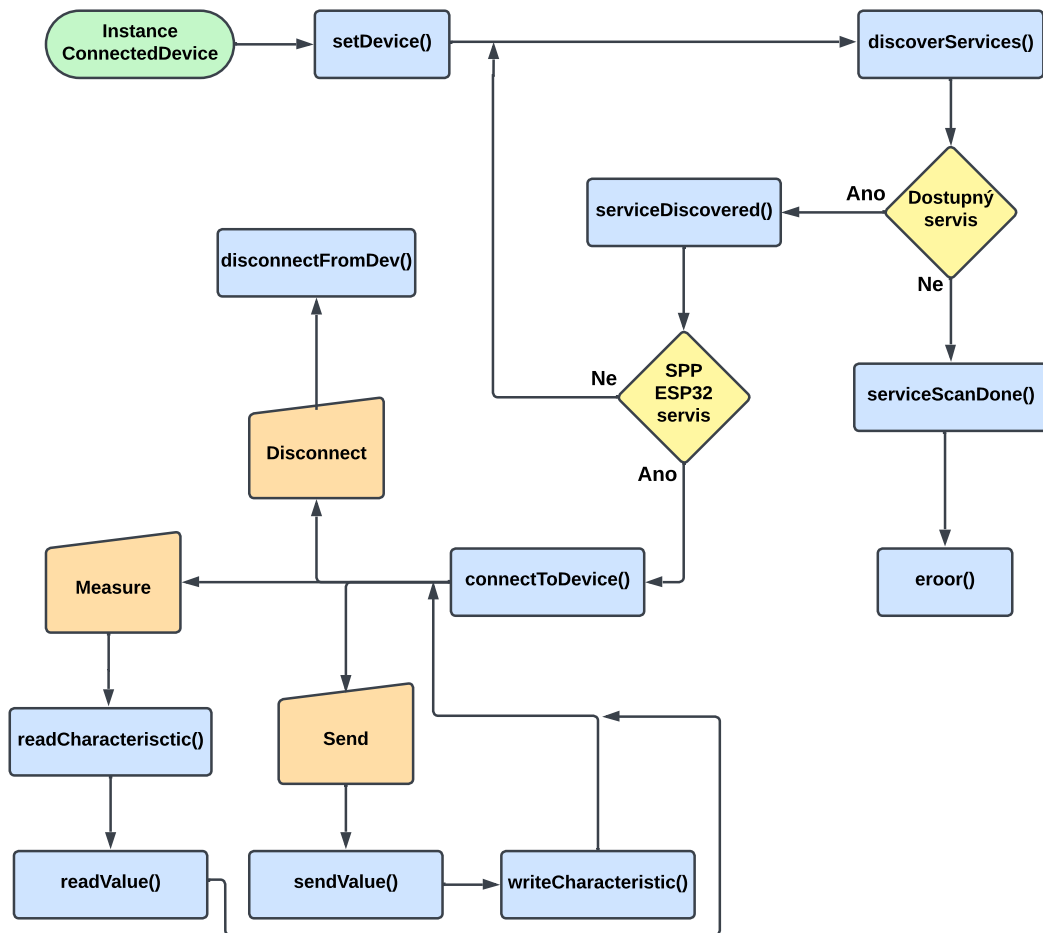 Instance
ConnectedDevice
setDevice()
discoverServices()
Dostupný
servis
Ano
Ne
serviceDiscovered()
disconnectFromDev()
SPP
ESP32
servis
Ne
Ano
serviceScanDone()
Disconnect
Measure
connectToDevice()
eroor()
readCharacterisctic()
Send
readValue()
sendValue()
writeCharacteristic()